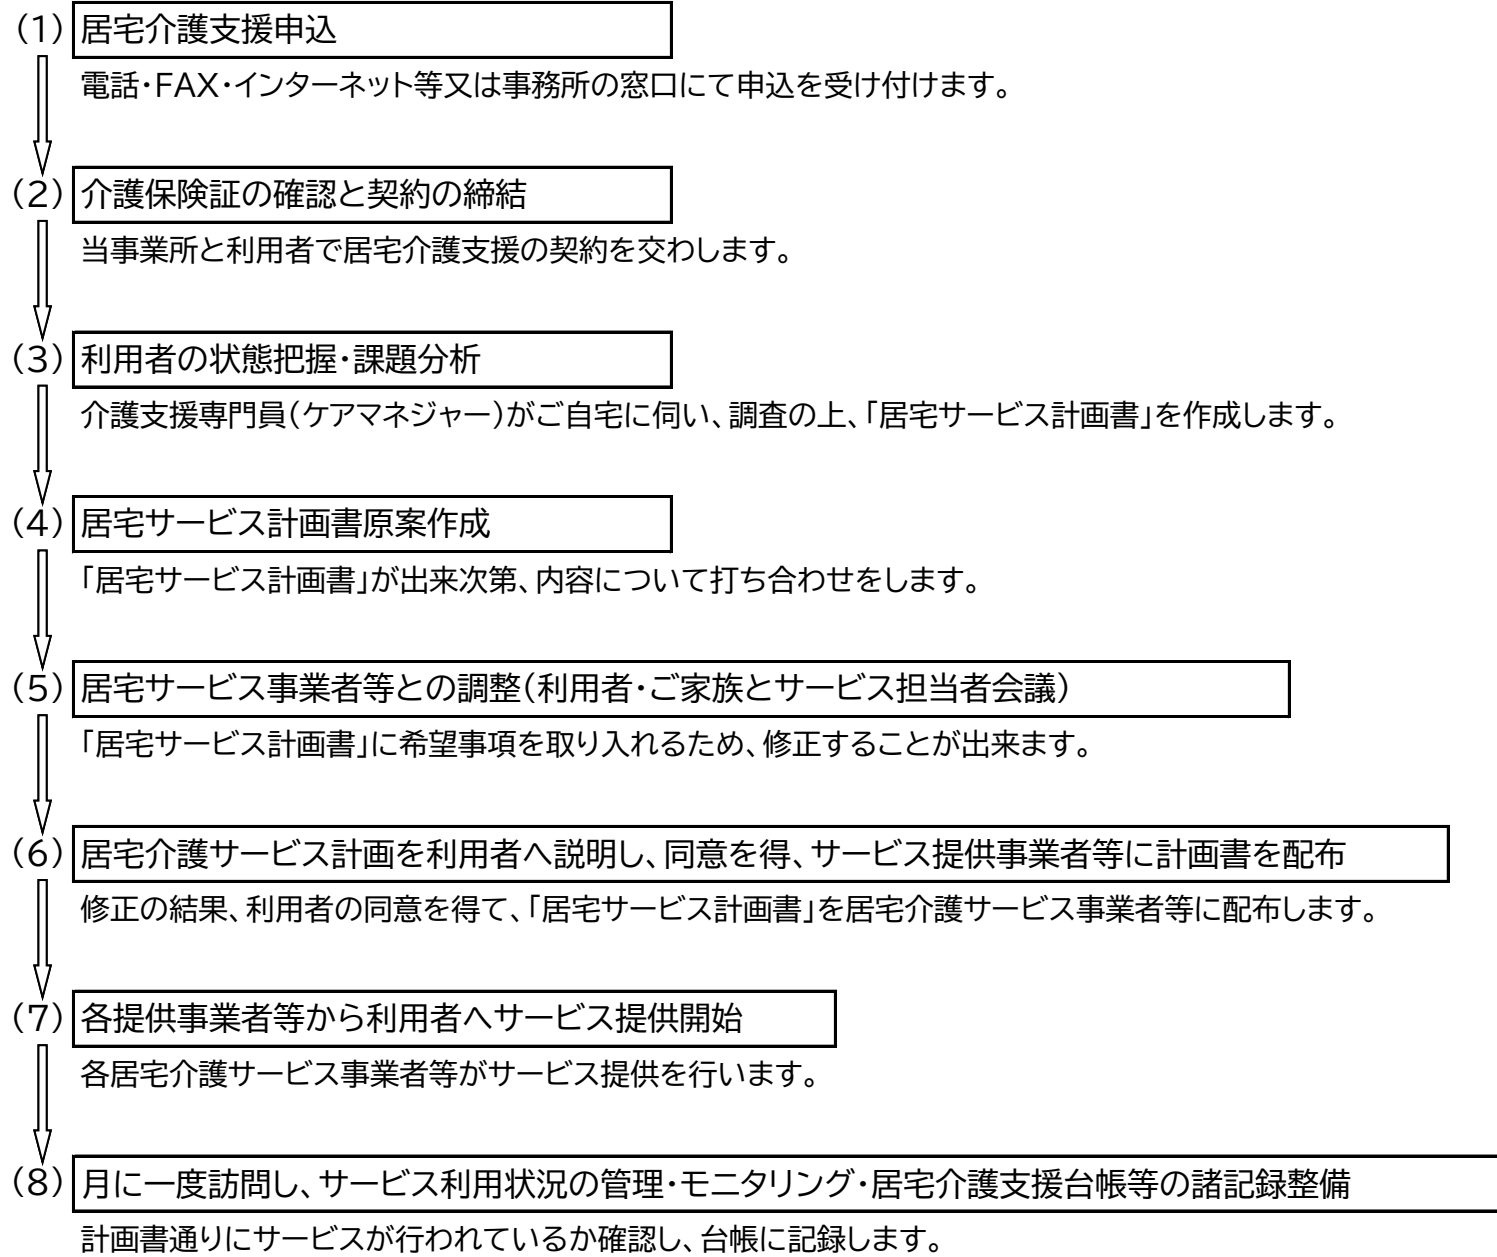 (1) 居宅介護支援申込
電話・FAX・インターネット等又は事務所の窓口にて申込を受け付けます。
(2) 介護保険証の確認と契約の締結
当事業所と利用者で居宅介護支援の契約を交わします。
(3) 利用者の状態把握・課題分析
介護支援専門員(ケアマネジャー)がご自宅に伺い、調査の上、「居宅サービス計画書」を作成します。
(4) 居宅サービス計画書原案作成
「居宅サービス計画書」が出来次第、内容について打ち合わせをします。
(5) 居宅サービス事業者等との調整(利用者・ご家族とサービス担当者会議)
「居宅サービス計画書」に希望事項を取り入れるため、修正することが出来ます。
(6) 居宅介護サービス計画を利用者へ説明し、同意を得、サービス提供事業者等に計画書を配布
修正の結果、利用者の同意を得て、「居宅サービス計画書」を居宅介護サービス事業者等に配布します。
(7) 各提供事業者等から利用者へサービス提供開始
各居宅介護サービス事業者等がサービス提供を行います。
(8) 月に一度訪問し、サービス利用状況の管理・モニタリング・居宅介護支援台帳等の諸記録整備
計画書通りにサービスが行われているか確認し、台帳に記録します。